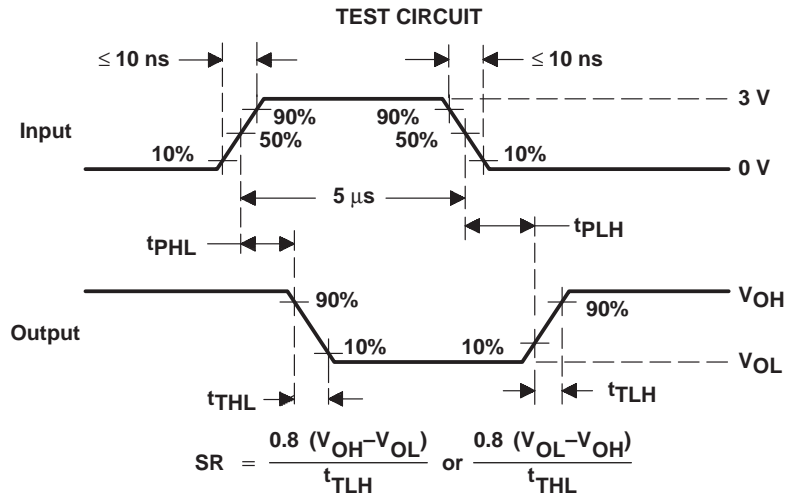 TEST CIRCUIT
≤ 10 ns
≤ 10 ns
3 V
90%
90%
Input
50%
50%
10%
10%
0 V
5 μs
tPHL
tPLH
VOH
90%
90%
Output
10%
10%
VOL
tTHL
tTLH
SR = 0.8 (VOH–VOL) / tTLH or 0.8 (VOL–VOH) / tTHL